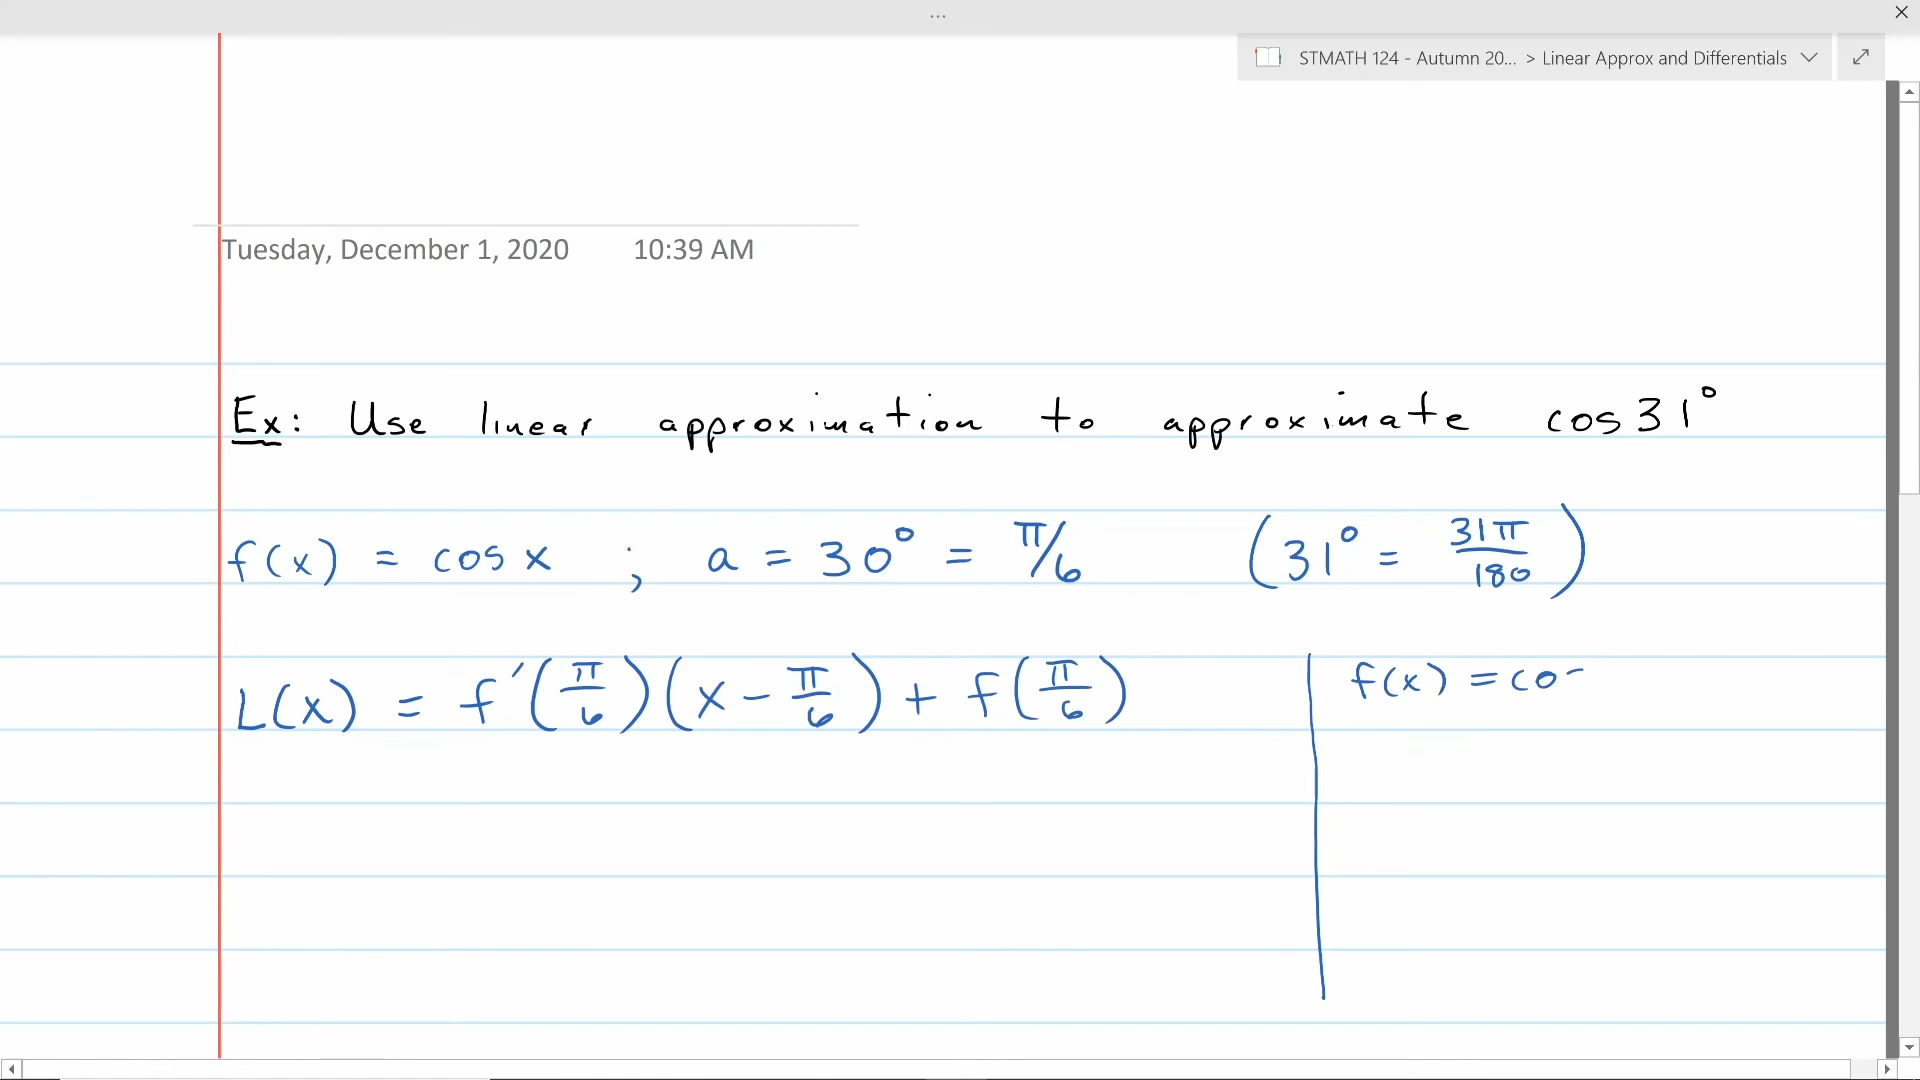 ...
STMATH 124 - Autumn 20... > Linear Approx and Differentials
Tuesday, December 1, 2020 10:39 AM
Ex: Use linear approximation to approximate cos 31°
f(x) = cos x ; a = 30° = π/6 (31° = 31π/180)
L(x) = f'(π/6)(x - π/6) + f(π/6)
f(x) = co